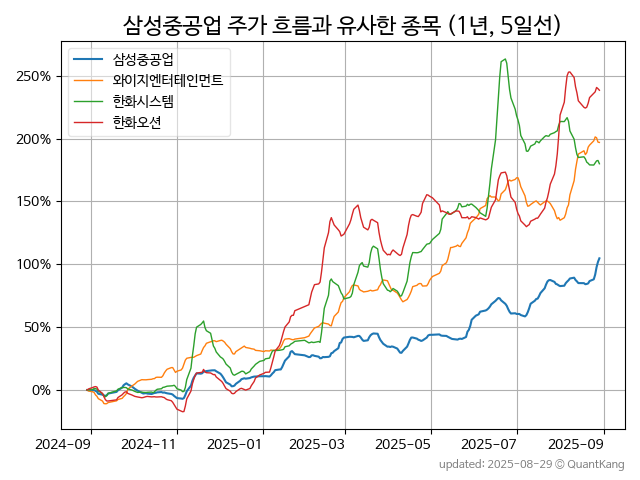 삼성중공업 주가 흐름과 유사한 종목 (1년, 5일선)
삼성중공업
와이지엔터테인먼트
한화시스템
한화오션
250%
200%
150%
100%
50%
0%
2024-09 2024-11 2025-01 2025-03 2025-05 2025-07 2025-09
updated: 2025-08-29 © QuantKang